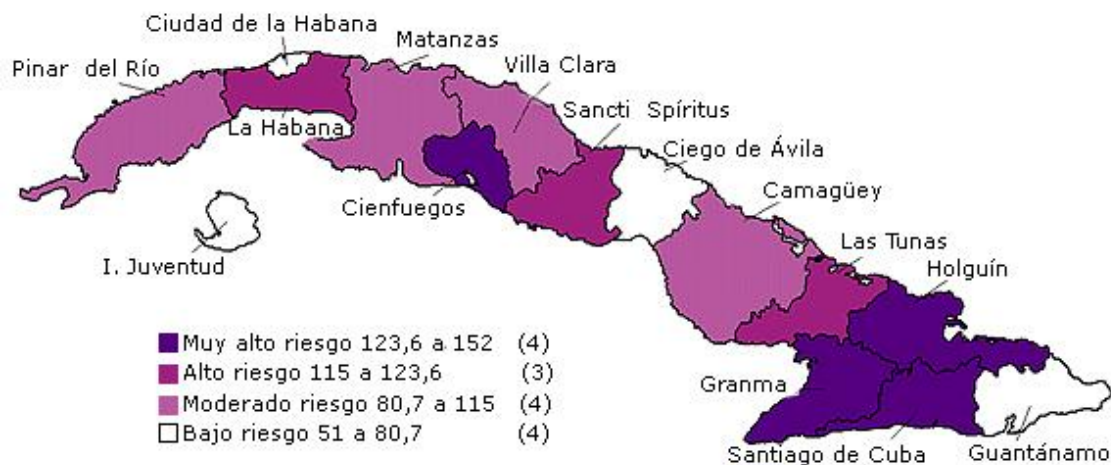 Ciudad de la Habana
Matanzas
Pinar del Río
Villa Clara
Sancti Spíritus
La Habana
Ciego de Ávila
Cienfuegos
Camagüey
Las Tunas
I. Juventud
Holguín
Muy alto riesgo 123,6 a 152 (4)
Alto riesgo 115 a 123,6 (3)
Moderado riesgo 80,7 a 115 (4)
Bajo riesgo 51 a 80,7 (4)
Granma
Santiago de Cuba
Guantánamo